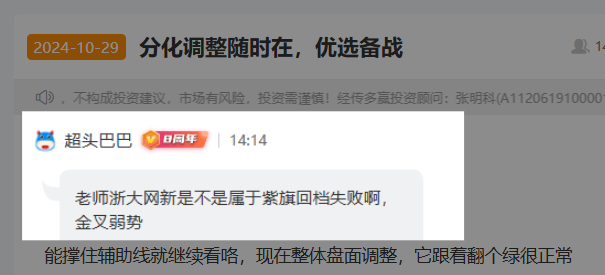 2024-10-29 分化调整随时在，优选备战
，不构成投资建议，市场有风险，投资需谨慎！经传多赢投资顾问：张明科(A1120619100001
超头巴巴 8周年 14:14
老师浙大网新是不是属于紫旗回档失败啊，
金叉弱势
能撑住辅助线就继续看咯，现在整体盘面调整，它跟着翻个绿很正常